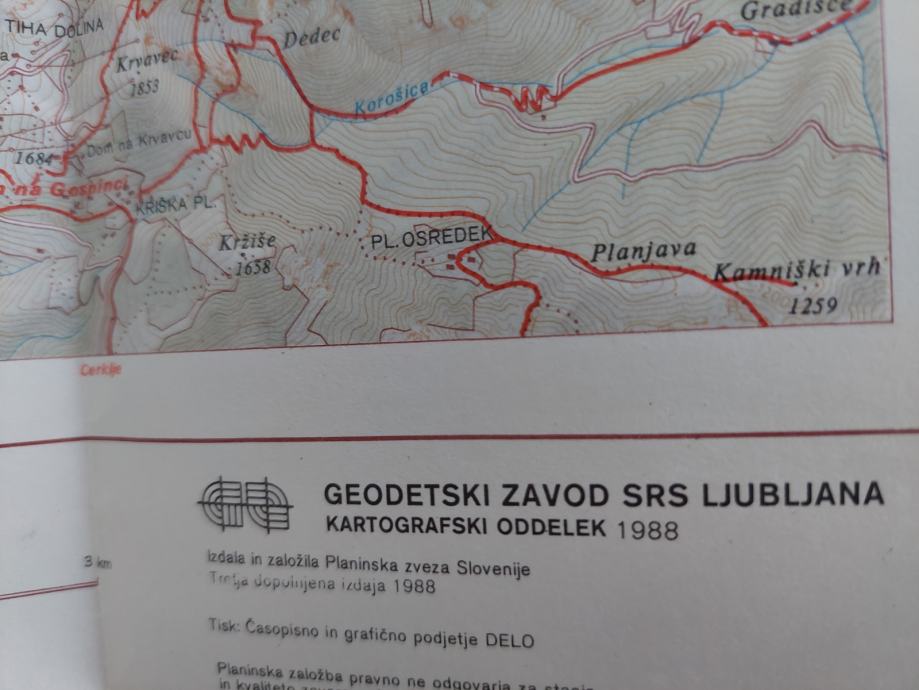 TIHA DOLINA
Gradišče
Dedec
Krvavec
1853
Korošica
Dom na Krvavcu
1684
na Gospinci
KRIŠKA PL.
Kržiše
1658
PL. OSREDEK
Planjava
Kamniški vrh
1259
Cerklje
GEODETSKI ZAVOD SRS LJUBLJANA
KARTOGRAFSKI ODDELEK 1988
3 km
Izdala in založila Planinska zveza Slovenije
Tretja dopolnjena izdaja 1988
Tisk: Časopisno in grafično podjetje DELO
Planinska založba pravno ne odgovarja za
in kvaliteto